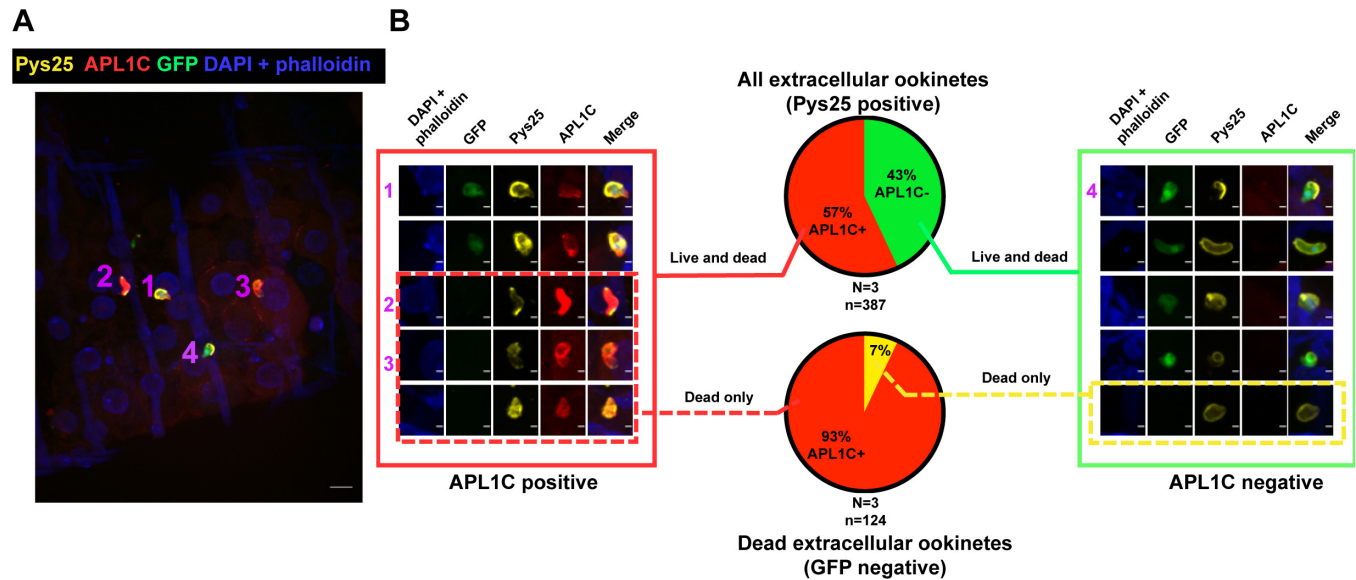 A
B
Pys25 APL1C GFP DAPI + phalloidin
2
1
3
4
DAPI +
phalloidin
GFP
Pys25
APL1C
Merge
1
2
3
APL1C positive
All extracellular ookinetes
(Pys25 positive)
43%
APL1C-
57%
APL1C+
Live and dead
Live and dead
N=3
n=387
7%
Dead only
Dead only
93%
APL1C+
N=3
n=124
Dead extracellular ookinetes
(GFP negative)
DAPI +
phalloidin
GFP
Pys25
APL1C
Merge
4
APL1C negative